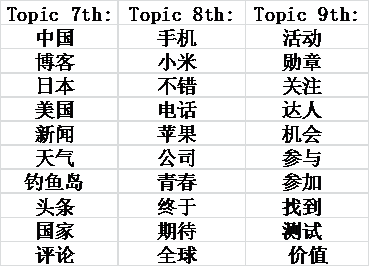 Topic 7th: Topic 8th: Topic 9th:
中国 手机 活动
博客 小米 勋章
日本 不错 关注
美国 电话 达人
新闻 苹果 机会
天气 公司 参与
钓鱼岛 青春 参加
头条 终于 找到
国家 期待 测试
评论 全球 价值